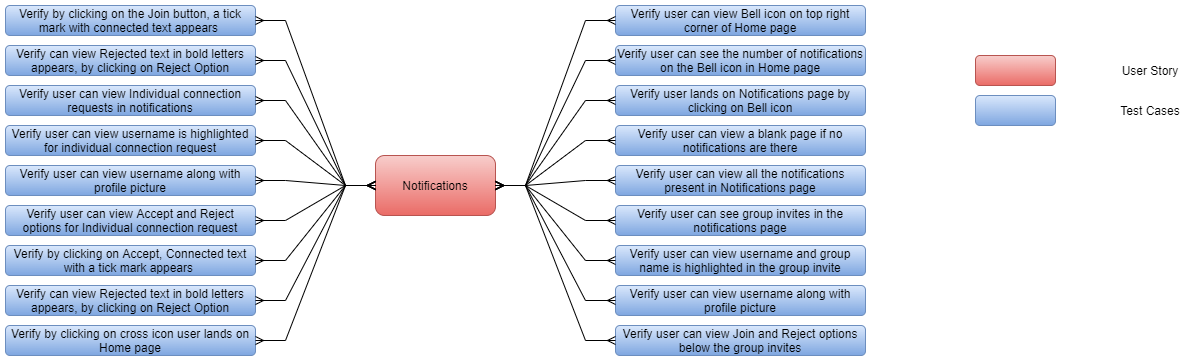 Verify by clicking on the Join button, a tick
mark with connected text appears
Verify can view Rejected text in bold letters
appears, by clicking on Reject Option
Verify user can view Individual connection
requests in notifications
Verify user can view username is highlighted
for individual connection request
Verify user can view username along with
profile picture
Verify user can view Accept and Reject
options for Individual connection request
Verify by clicking on Accept, Connected text
with a tick mark appears
Verify can view Rejected text in bold letters
appears, by clicking on Reject Option
Verify by clicking on cross icon user lands on
Home page
Notifications
Verify user can view Bell icon on top right
corner of Home page
Verify user can see the number of notifications
on the Bell icon in Home page
Verify user lands on Notifications page by
clicking on Bell icon
Verify user can view a blank page if no
notifications are there
Verify user can view all the notifications
present in Notifications page
Verify user can see group invites in the
notifications page
Verify user can view username and group
name is highlighted in the group invite
Verify user can view username along with
profile picture
Verify user can view Join and Reject options
below the group invites
User Story
Test Cases